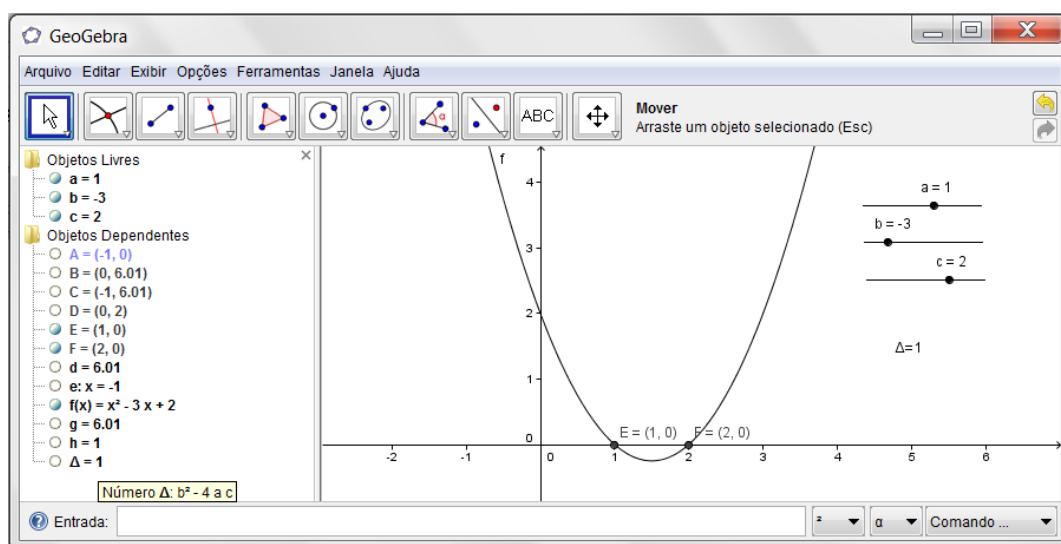 GeoGebra
Arquivo Editar Exibir Opções Ferramentas Janela Ajuda
α
ABC
Mover
Arraste um objeto selecionado (Esc)
Objetos Livres
a = 1
b = -3
c = 2
Objetos Dependentes
A = (-1, 0)
B = (0, 6.01)
C = (-1, 6.01)
D = (0, 2)
E = (1, 0)
F = (2, 0)
d = 6.01
e: x = -1
f(x) = x² - 3 x + 2
g = 6.01
h = 1
Δ = 1
Número Δ: b² - 4 a c
f
4
3
2
1
0
-2 -1 0 1 2 3 4 5 6
E = (1, 0) F = (2, 0)
a = 1
b = -3
c = 2
Δ=1
Entrada: ² α Comando ...